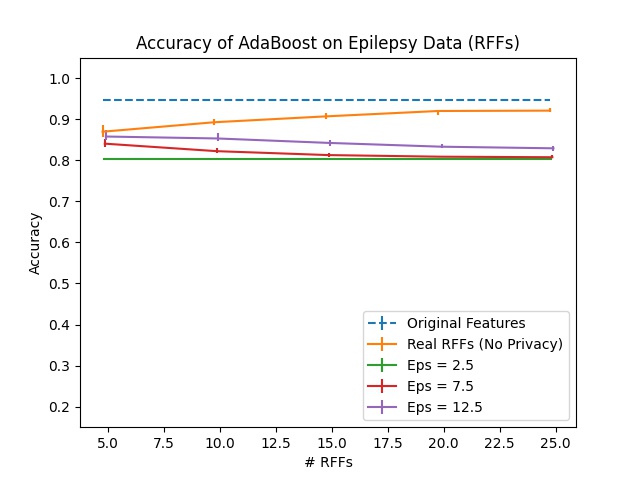 Accuracy of AdaBoost on Epilepsy Data (RFFs)
1.0
0.9
0.8
0.7
0.6
0.5
0.4
0.3
0.2
Accuracy
Original Features
Real RFFs (No Privacy)
Eps = 2.5
Eps = 7.5
Eps = 12.5
5.0 7.5 10.0 12.5 15.0 17.5 20.0 22.5 25.0
# RFFs